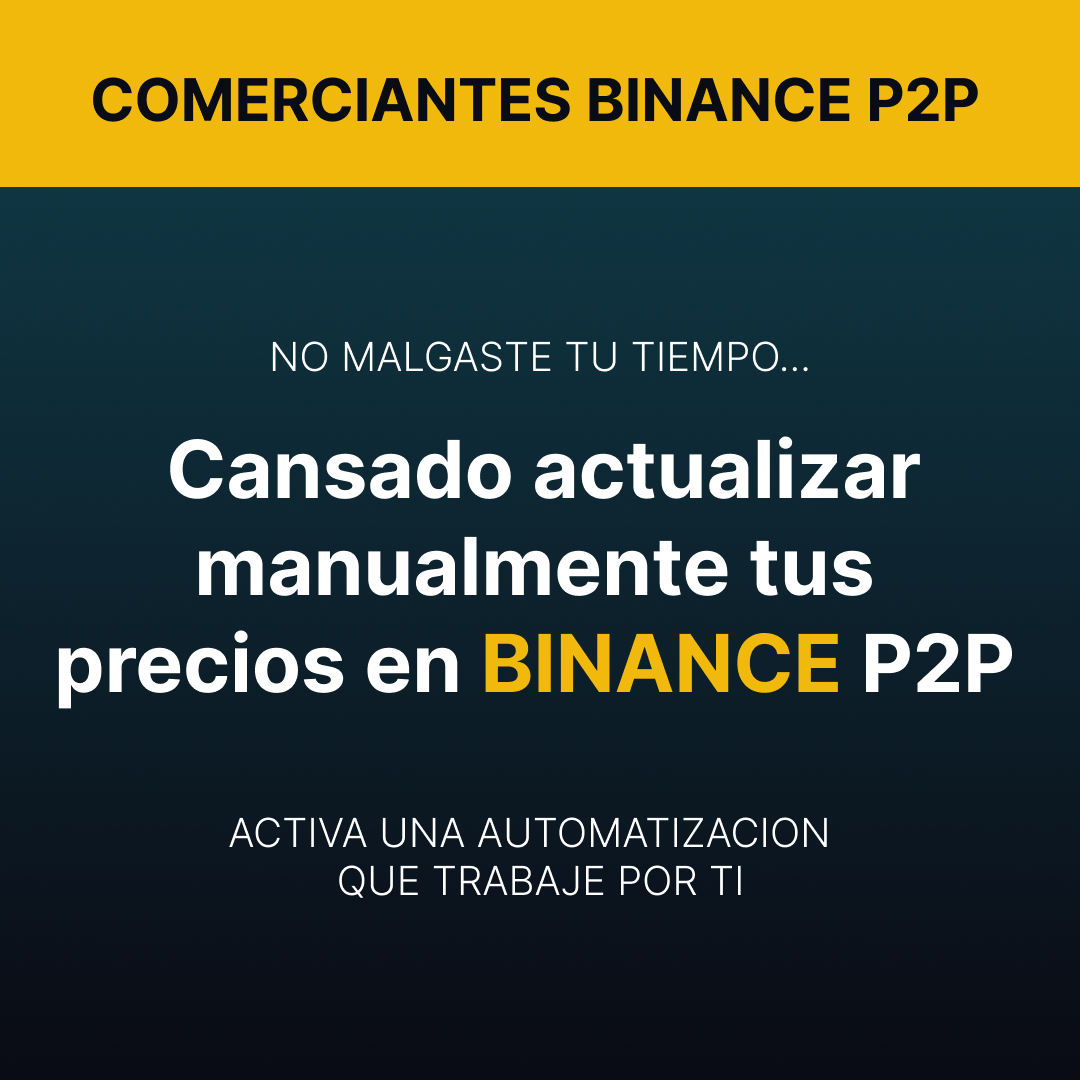 COMERCIANTES BINANCE P2P
NO MALGASTE TU TIEMPO...
Cansado actualizar
manualmente tus
precios en BINANCE P2P
ACTIVA UNA AUTOMATIZACION
QUE TRABAJE POR TI